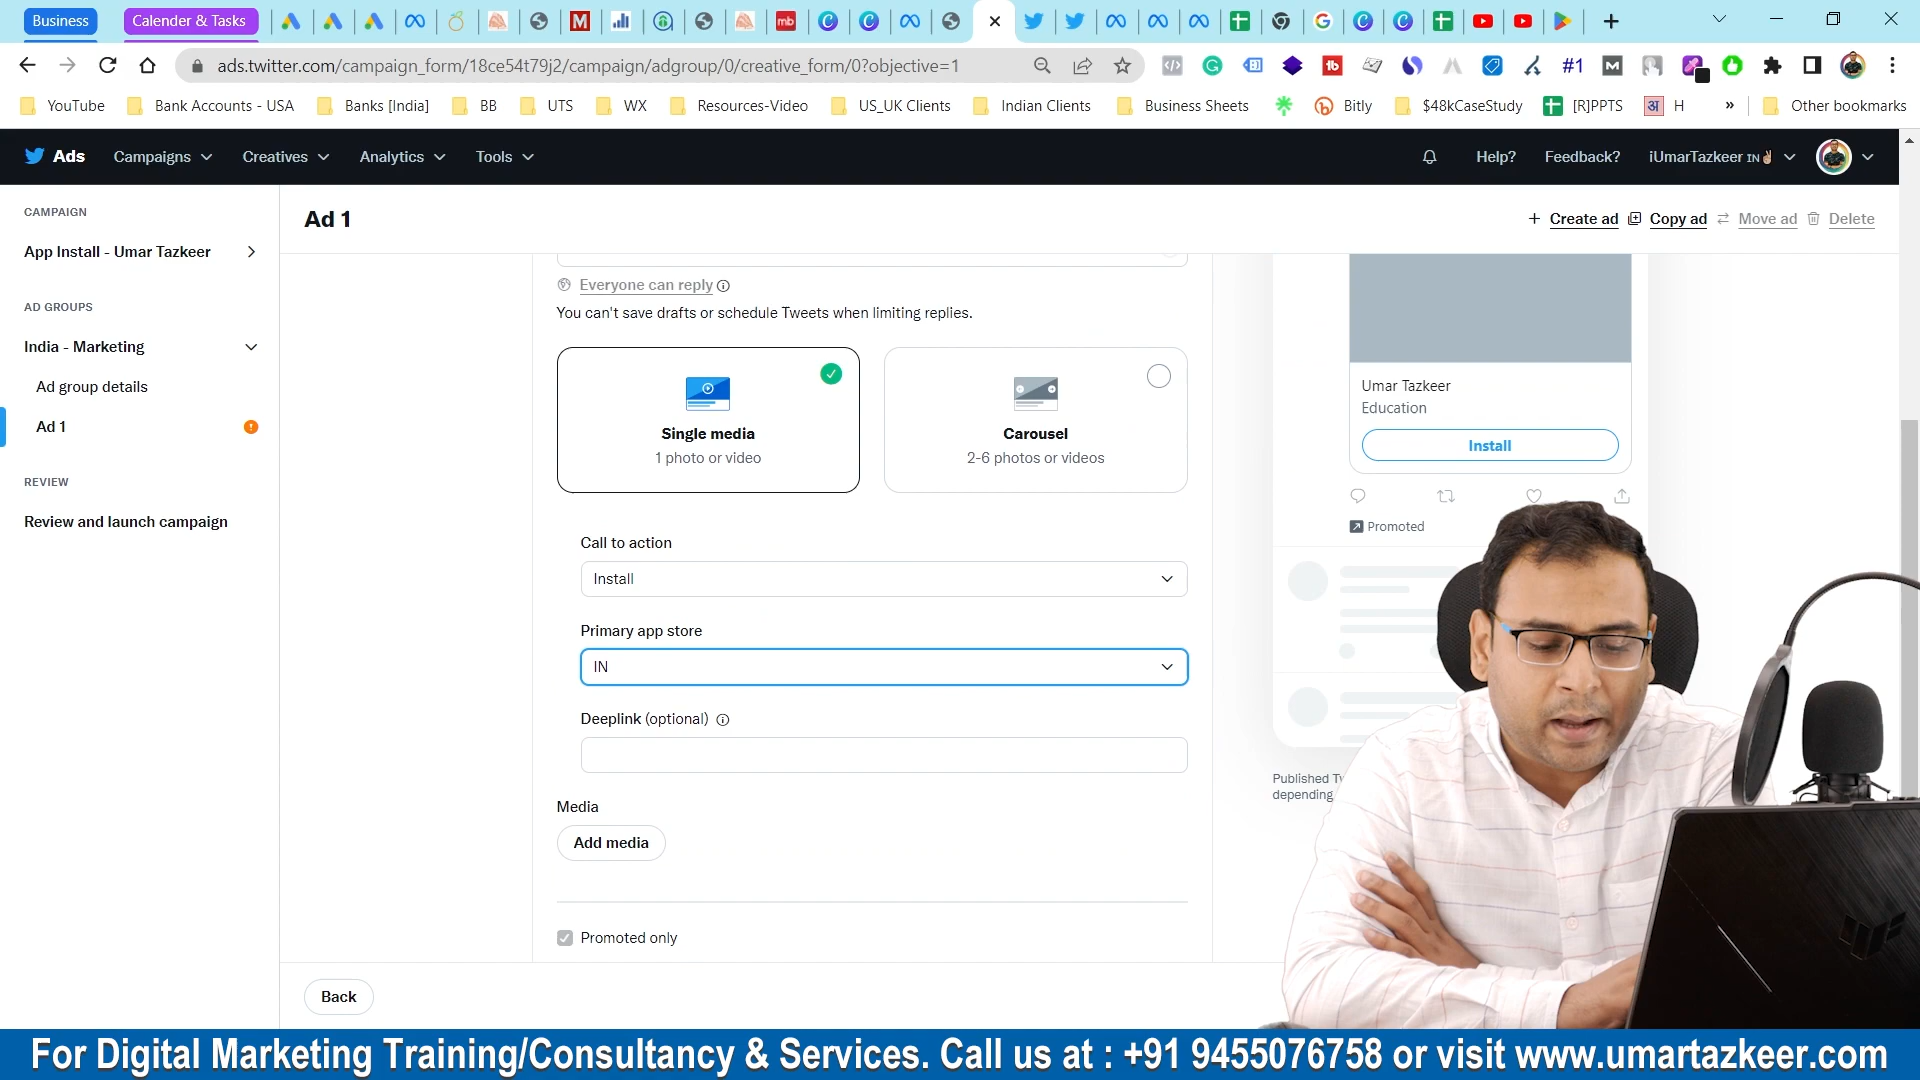 Business
Calender & Tasks
ads.twitter.com/campaign_form/18ce54t79j2/campaign/adgroup/0/creative_form/0?objective=1
#1
YouTube
Bank Accounts - USA
Banks [India]
BB
UTS
WX
Resources-Video
US_UK Clients
Indian Clients
Business Sheets
Bitly
$48kCaseStudy
[R]PPTS
अ
H
»
Other bookmarks
Ads
Campaigns
Creatives
Analytics
Tools
Help?
Feedback?
iUmarTazkeer IN✌🏼
CAMPAIGN
App Install - Umar Tazkeer
AD GROUPS
India - Marketing
Ad group details
Ad 1
REVIEW
Review and launch campaign
Ad 1
+ Create ad
Copy ad
Move ad
Delete
Everyone can reply
You can't save drafts or schedule Tweets when limiting replies.
Single media
1 photo or video
Carousel
2-6 photos or videos
Call to action
Install
Primary app store
IN
Deeplink (optional)
Media
Add media
Promoted only
Back
Umar Tazkeer
Education
Install
Promoted
Published
depending
For Digital Marketing Training/Consultancy & Services. Call us at : +91 9455076758 or visit www.umartazkeer.com